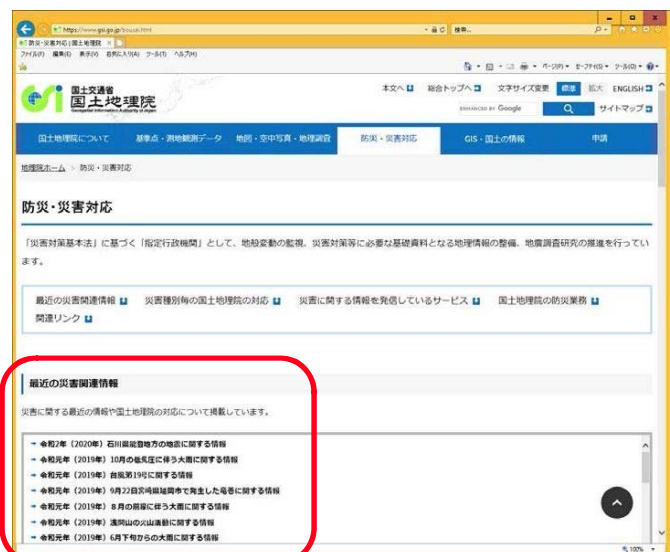 https://www.gsi.go.jp/bousai.html
検索...
防災・災害対応 | 国土地理院
ファイル(F) 編集(E) 表示(V) お気に入り(A) ツール(T) ヘルプ(H)
ページ(P) セーフティ(S) ツール(O)
本文へ 総合トップへ 文字サイズ変更 標準 拡大 ENGLISH
国土交通省
国土地理院
Geospatial Information Authority of Japan
ENHANCED BY Google サイトマップ
国土地理院について 基準点・測地観測データ 地図・空中写真・地理調査 防災・災害対応 GIS・国土の情報 申請
地理院ホーム > 防災・災害対応
防災・災害対応
「災害対策基本法」に基づく「指定行政機関」として、地殻変動の監視、災害対策等に必要な基礎資料となる地理情報の整備、地震調査研究の推進を行ってい
ます。
最近の災害関連情報 災害種別毎の国土地理院の対応 災害に関する情報を発信しているサービス 国土地理院の防災業務
関連リンク
最近の災害関連情報
災害に関する最近の情報や国土地理院の対応について掲載しています。
令和2年（2020年）石川県能登地方の地震に関する情報
令和元年（2019年）10月の低気圧に伴う大雨に関する情報
令和元年（2019年）台風第19号に関する情報
令和元年（2019年）9月22日宮崎県延岡市で発生した竜巻に関する情報
令和元年（2019年）8月の前線に伴う大雨に関する情報
令和元年（2019年）浅間山の火山活動に関する情報
令和元年（2019年）6月下旬からの大雨に関する情報
100%